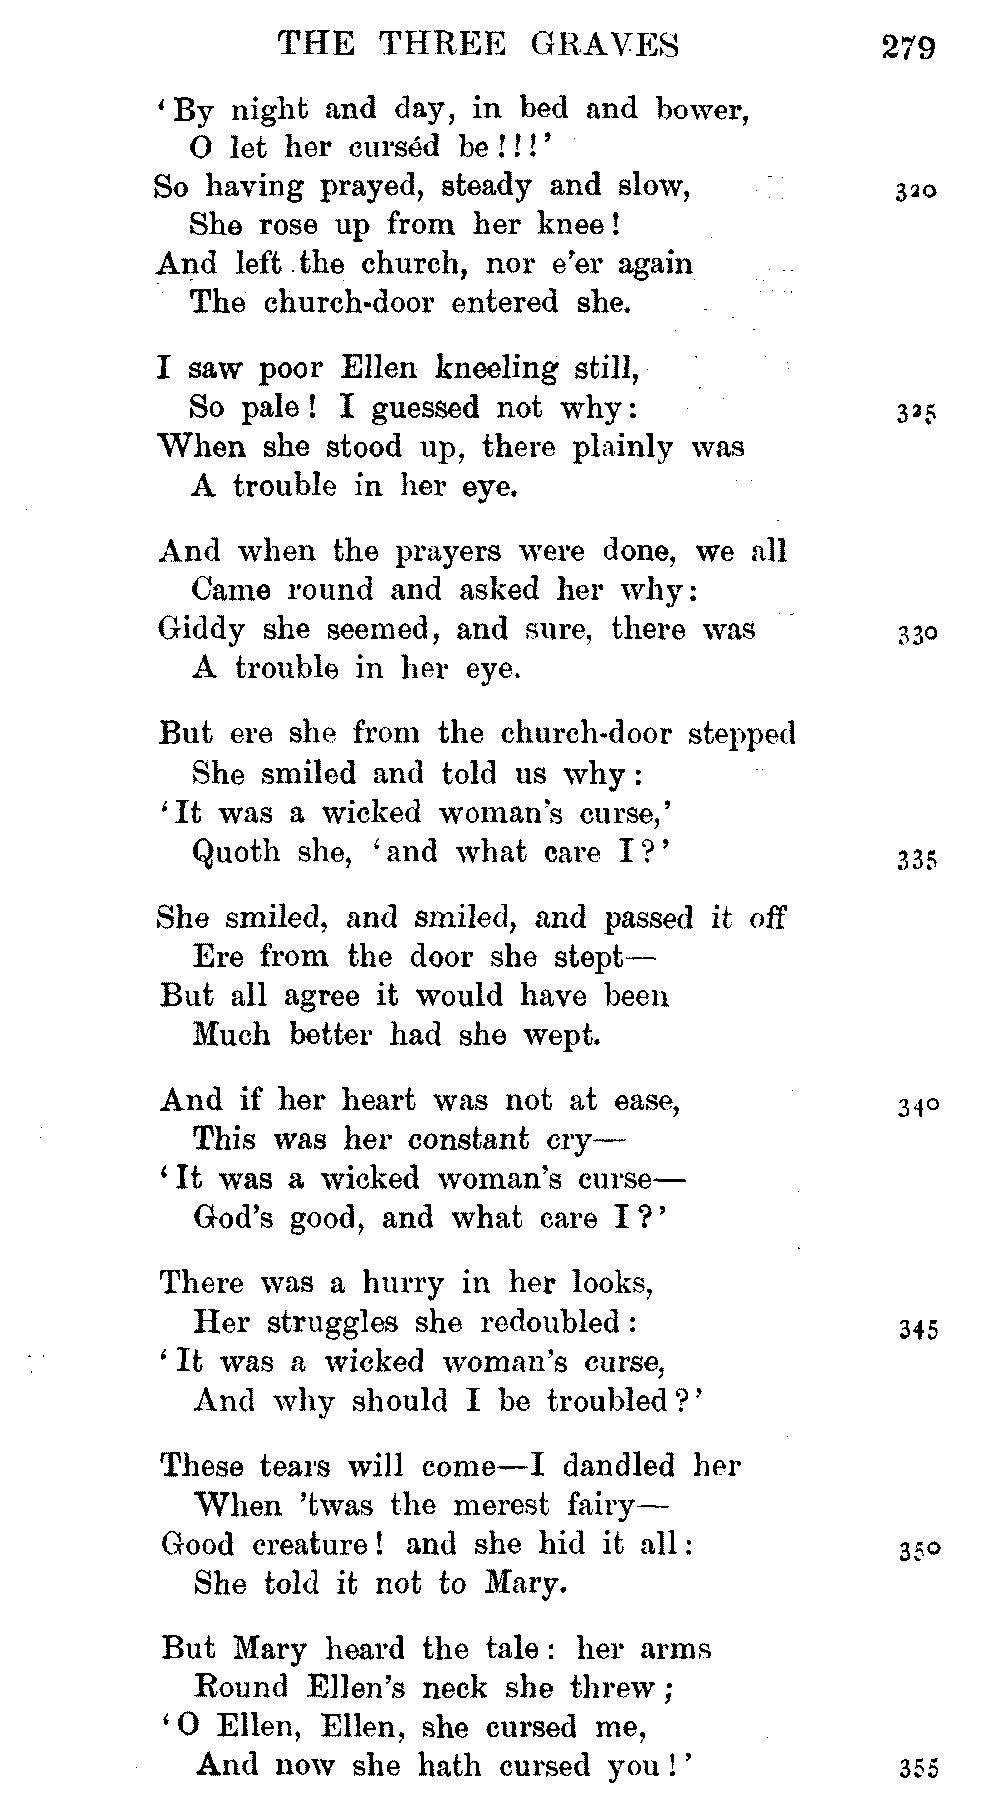 THE THREE GRAVES 279
‘By night and day, in bed and bower,
O let her curséd be!!!’
So having prayed, steady and slow, 320
She rose up from her knee!
And left the church, nor e’er again
The church-door entered she.
I saw poor Ellen kneeling still,
So pale! I guessed not why: 325
When she stood up, there plainly was
A trouble in her eye.
And when the prayers were done, we all
Came round and asked her why:
Giddy she seemed, and sure, there was 330
A trouble in her eye.
But ere she from the church-door stepped
She smiled and told us why:
‘It was a wicked woman’s curse,’
Quoth she, ‘and what care I?’ 335
She smiled, and smiled, and passed it off
Ere from the door she stept—
But all agree it would have been
Much better had she wept.
And if her heart was not at ease, 340
This was her constant cry—
‘It was a wicked woman’s curse—
God’s good, and what care I?’
There was a hurry in her looks,
Her struggles she redoubled: 345
‘It was a wicked woman’s curse,
And why should I be troubled?’
These tears will come—I dandled her
When ’twas the merest fairy—
Good creature! and she hid it all: 350
She told it not to Mary.
But Mary heard the tale: her arms
Round Ellen’s neck she threw;
‘O Ellen, Ellen, she cursed me,
And now she hath cursed you!’ 355